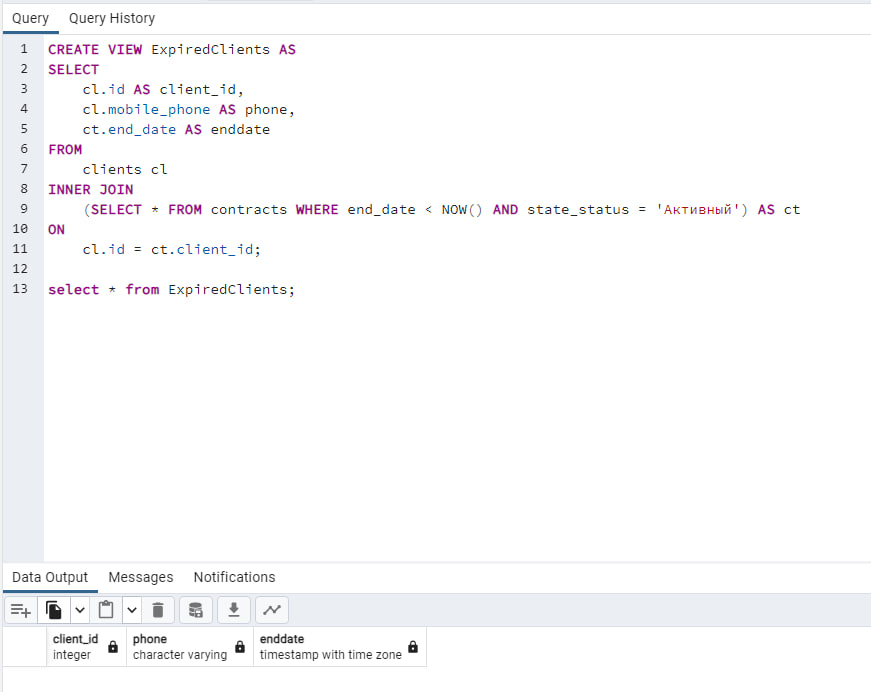 Query Query History
1 CREATE VIEW ExpiredClients AS
2 SELECT
3 cl.id AS client_id,
4 cl.mobile_phone AS phone,
5 ct.end_date AS enddate
6 FROM
7 clients cl
8 INNER JOIN
9 (SELECT * FROM contracts WHERE end_date < NOW() AND state_status = 'Активный') AS ct
10 ON
11 cl.id = ct.client_id;
12
13 select * from ExpiredClients;
Data Output Messages Notifications
client_id phone enddate
integer character varying timestamp with time zone